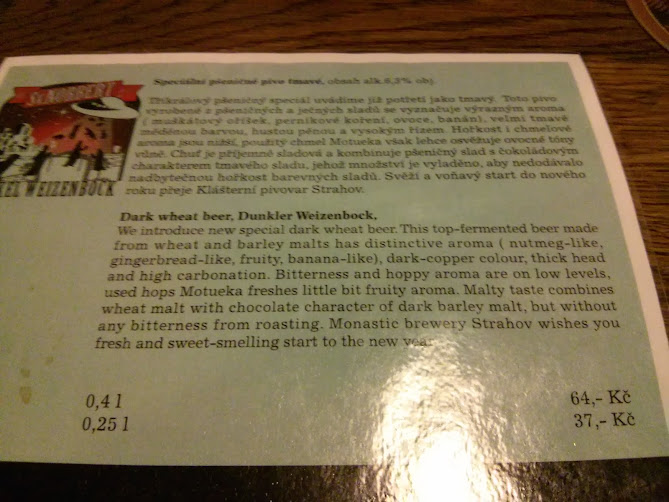 St.NORBERT
Speciální pšeničné pivo tmavé, obsah alk.6,3% obj.
Tříkrálový pšeničný speciál uvádíme již potřetí jako tmavý. Toto pivo
vyrobené z pšeničných a ječných sladů se vyznačuje výrazným aroma
( muškátový oříšek, perníkové koření, ovoce, banán), velmi tmavě
měděnou barvou, hustou pěnou a vysokým řízem. Hořkost i chmelové
aroma jsou nižší, použitý chmel Motueka však lehce osvěžuje ovocné tóny
vůně. Chuť je příjemně sladová a kombinuje pšeničný slad s čokoládovým
charakterem tmavého sladu, jehož množství je vyladěno, aby nedodávalo
nadbytečnou hořkost barevných sladů. Svěží a voňavý start do nového
roku přeje Klášterní pivovar Strahov.
KEL WEIZENBOCK
Dark wheat beer, Dunkler Weizenbock.
We introduce new special dark wheat beer. This top-fermented beer made
from wheat and barley malts has distinctive aroma ( nutmeg-like,
gingerbread-like, fruity, banana-like), dark-copper colour, thick head
and high carbonation. Bitterness and hoppy aroma are on low levels,
used hops Motueka freshes little bit fruity aroma. Malty taste combines
wheat malt with chocolate character of dark barley malt, but without
any bitterness from roasting. Monastic brewery Strahov wishes you
fresh and sweet-smelling start to the new year.
0,4 l 64,- Kč
0,25 l 37,- Kč